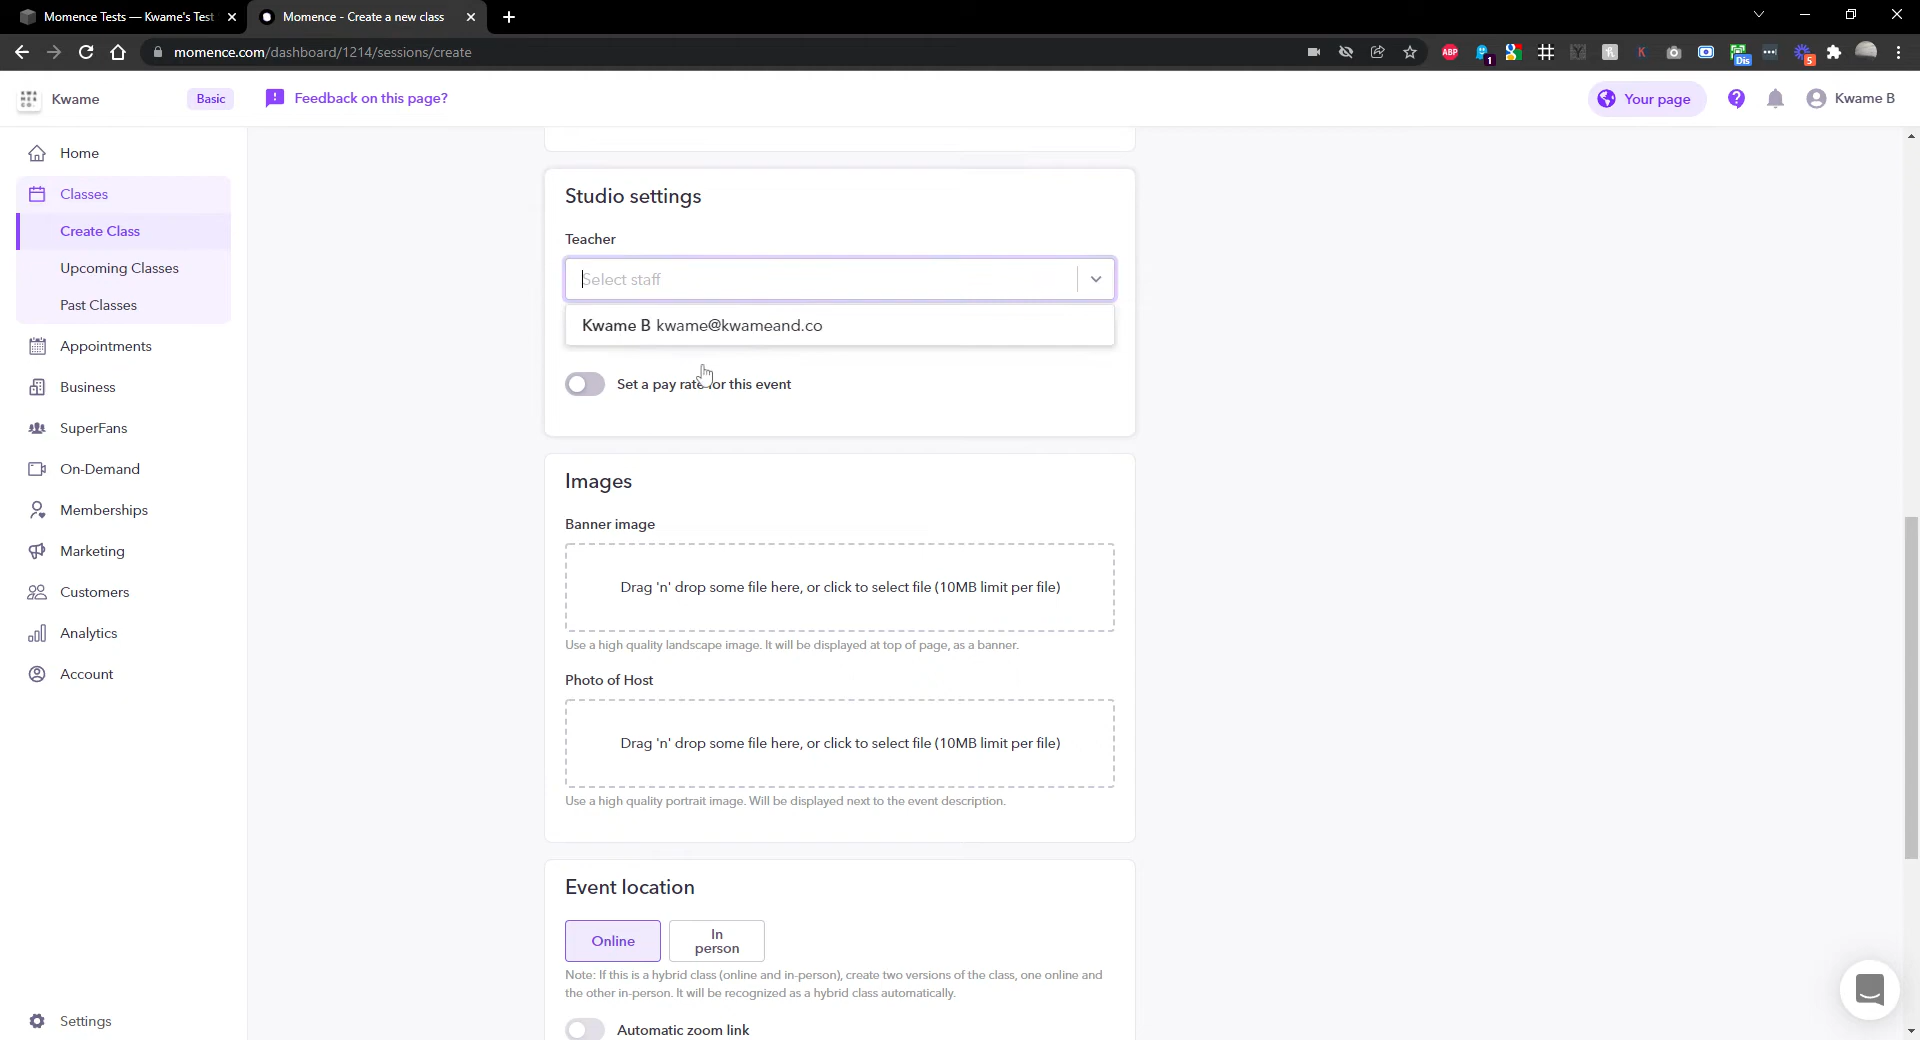 Momence Tests — Kwame's Test
Momence - Create a new class
momence.com/dashboard/1214/sessions/create
ABP
1
Dis
5
Kwame
Basic
Feedback on this page?
Your page
Kwame B
Home
Classes
Create Class
Upcoming Classes
Past Classes
Appointments
Business
SuperFans
On-Demand
Memberships
Marketing
Customers
Analytics
Account
Settings
Studio settings
Teacher
Select staff
Kwame B kwame@kwameand.co
Set a pay rate for this event
Images
Banner image
Drag 'n' drop some file here, or click to select file (10MB limit per file)
Use a high quality landscape image. It will be displayed at top of page, as a banner.
Photo of Host
Drag 'n' drop some file here, or click to select file (10MB limit per file)
Use a high quality portrait image. Will be displayed next to the event description.
Event location
Online
In
person
Note: If this is a hybrid class (online and in-person), create two versions of the class, one online and
the other in-person. It will be recognized as a hybrid class automatically.
Automatic zoom link